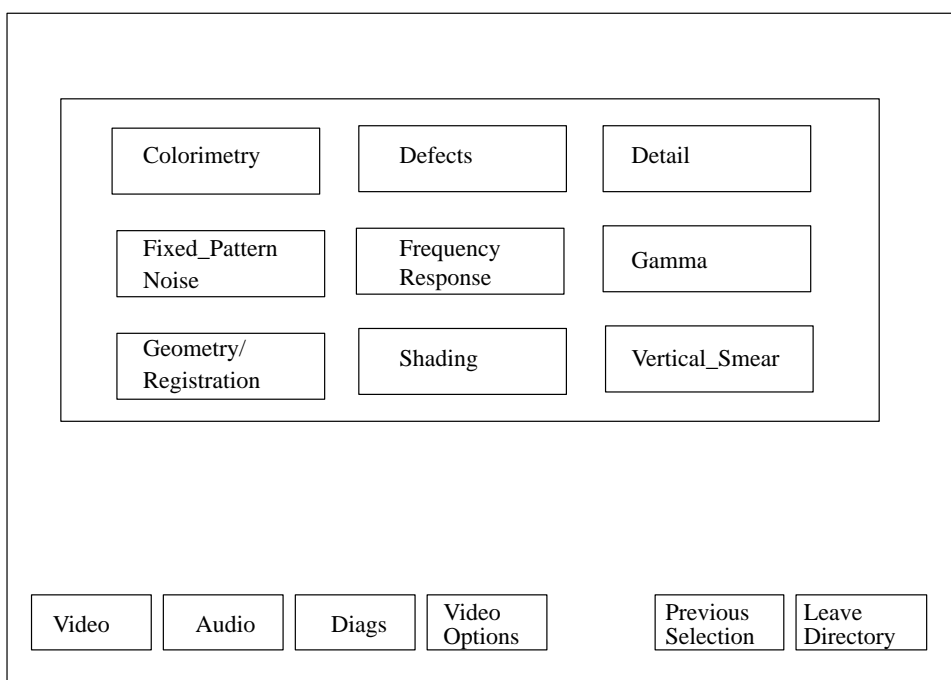 Colorimetry
Defects
Detail
Fixed_Pattern
Noise
Frequency
Response
Gamma
Geometry/
Registration
Shading
Vertical_Smear
Video
Audio
Diags
Video
Options
Previous
Selection
Leave
Directory